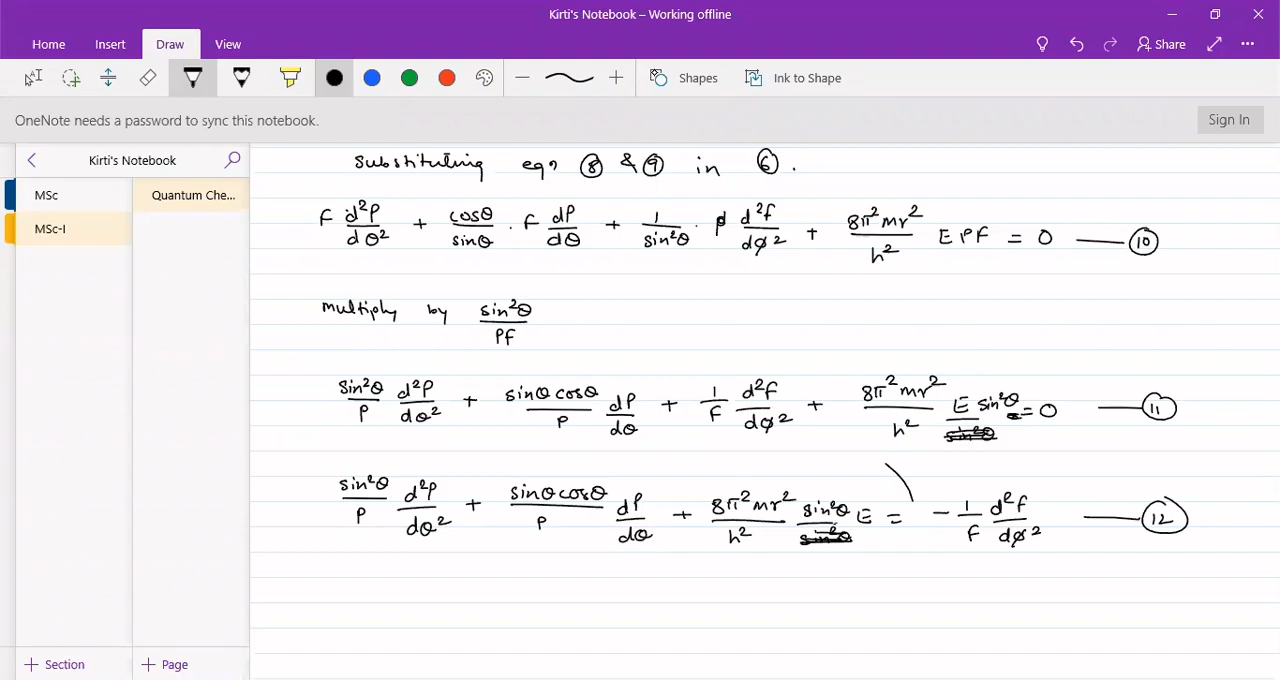 Kirti's Notebook – Working offline
Home Insert Draw View Share
Shapes Ink to Shape
OneNote needs a password to sync this notebook. Sign In
Kirti's Notebook
MSc Quantum Che...
MSc-I
Substituting eqn ⑧ & ⑨ in ⑥ .
F d²P/dθ² + cosθ/sinθ · F dP/dθ + 1/sin²θ · P d²F/dφ² + 8π²mr²/h² E P F = 0 —— ⑩
Multiply by sin²θ/PF
sin²θ/P d²P/dθ² + sinθ cosθ/P dP/dθ + 1/F d²F/dφ² + 8π²mr²/h² E sin²θ = 0 —— ⑪
sin²θ/P d²P/dθ² + sinθ cosθ/P dP/dθ + 8π²mr²/h² sin²θ E = - 1/F d²F/dφ² —— ⑫
+ Section + Page